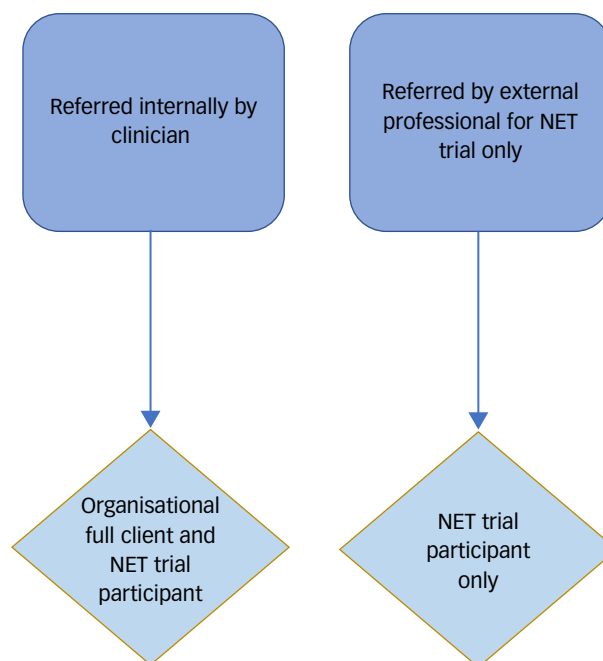 Referred internally by
clinician
Referred by external
professional for NET
trial only
Organisational
full client and
NET trial
participant
NET trial
participant
only